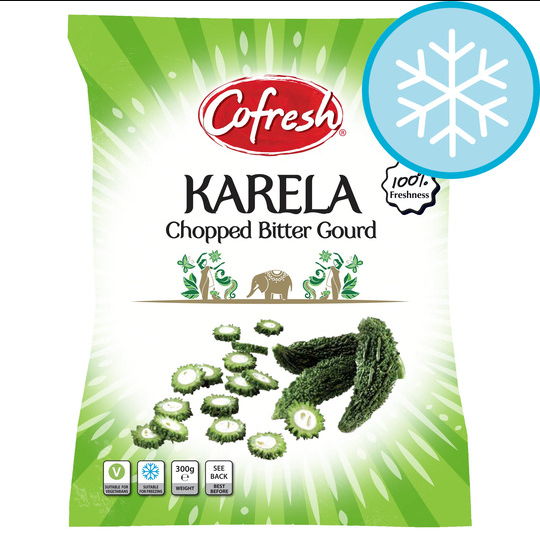 Cofresh®
100%
Freshness
KARELA
Chopped Bitter Gourd
V
SUITABLE FOR
VEGETARIANS
SUITABLE
FOR FREEZING
300g
e
WEIGHT
SEE
BACK
BEST
BEFORE